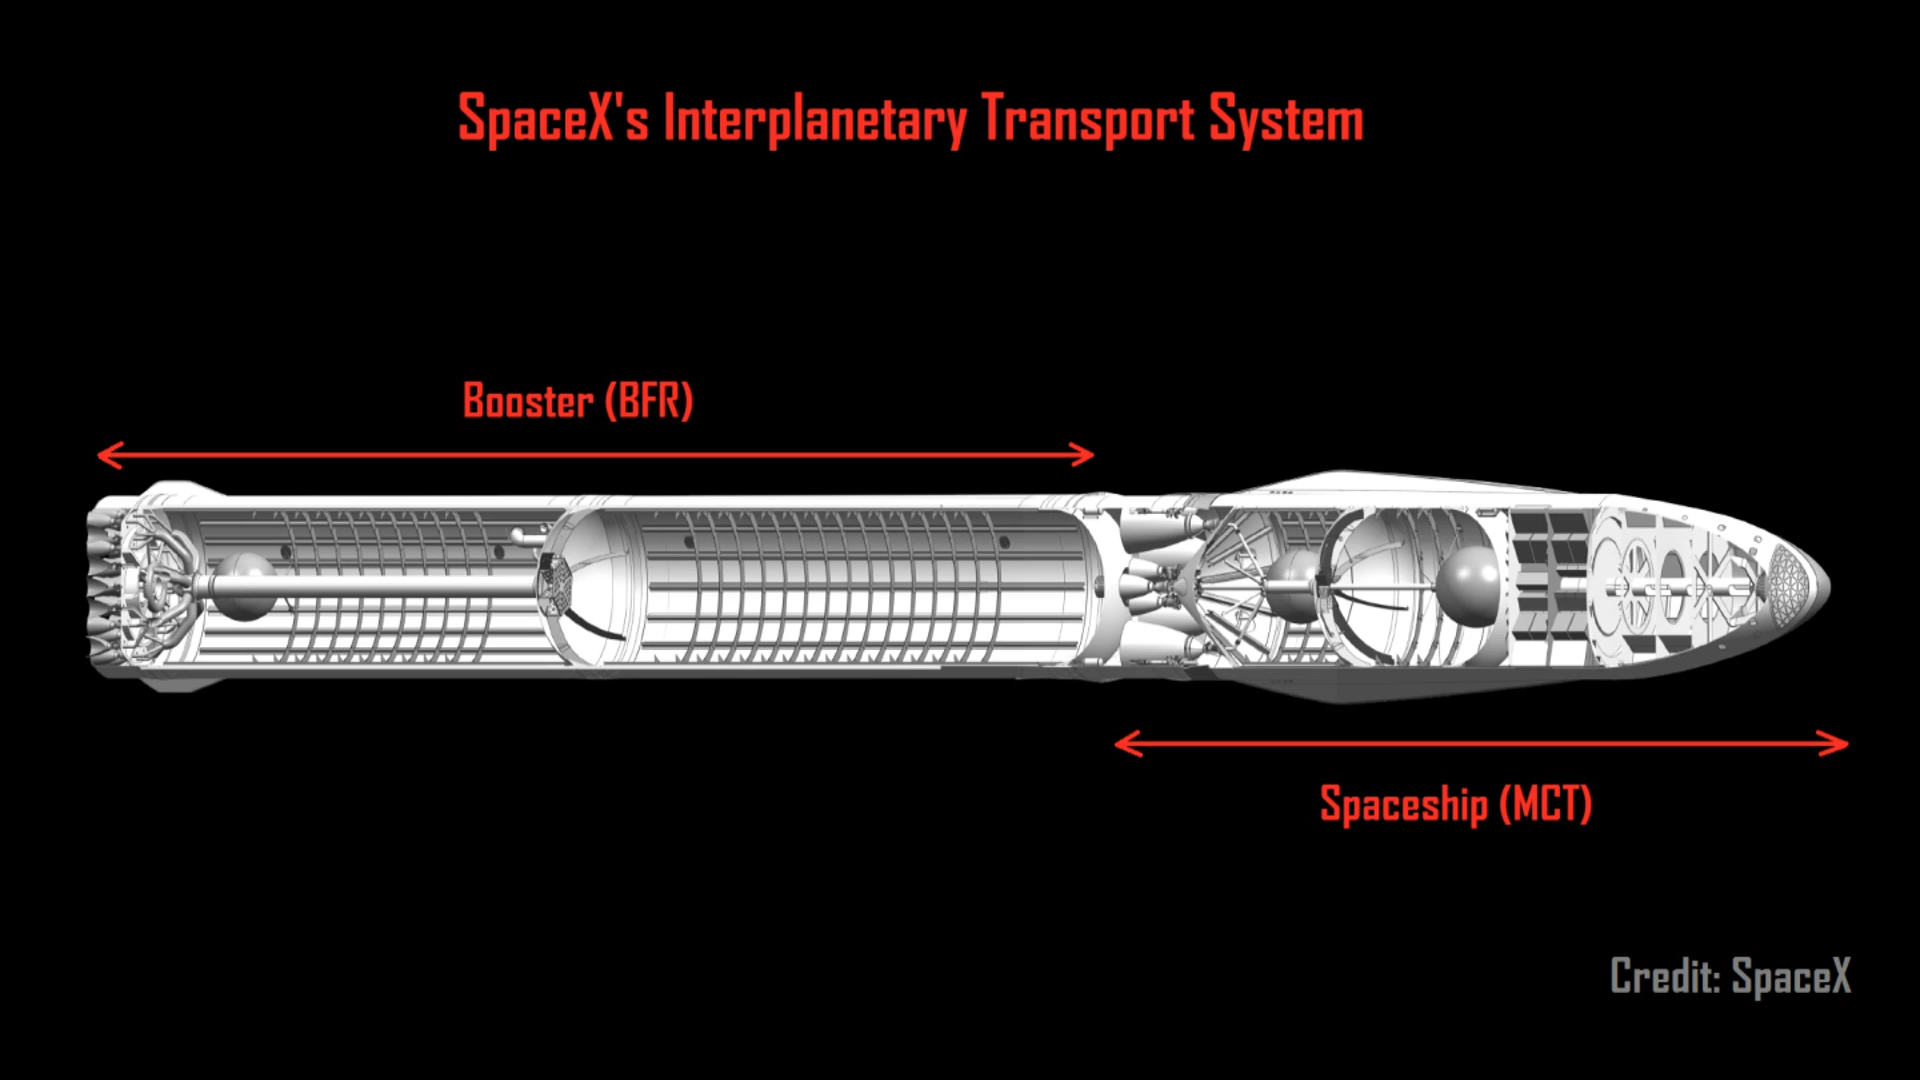 SpaceX's Interplanetary Transport System
Booster (BFR)
Spaceship (MCT)
Credit: SpaceX